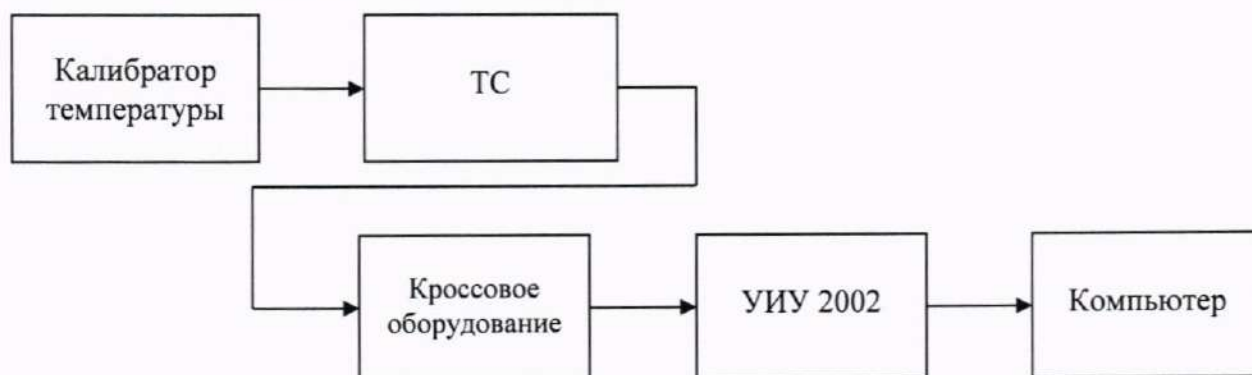 Калибратор
температуры
ТС
Кроссовое
оборудование
УИУ 2002
Компьютер